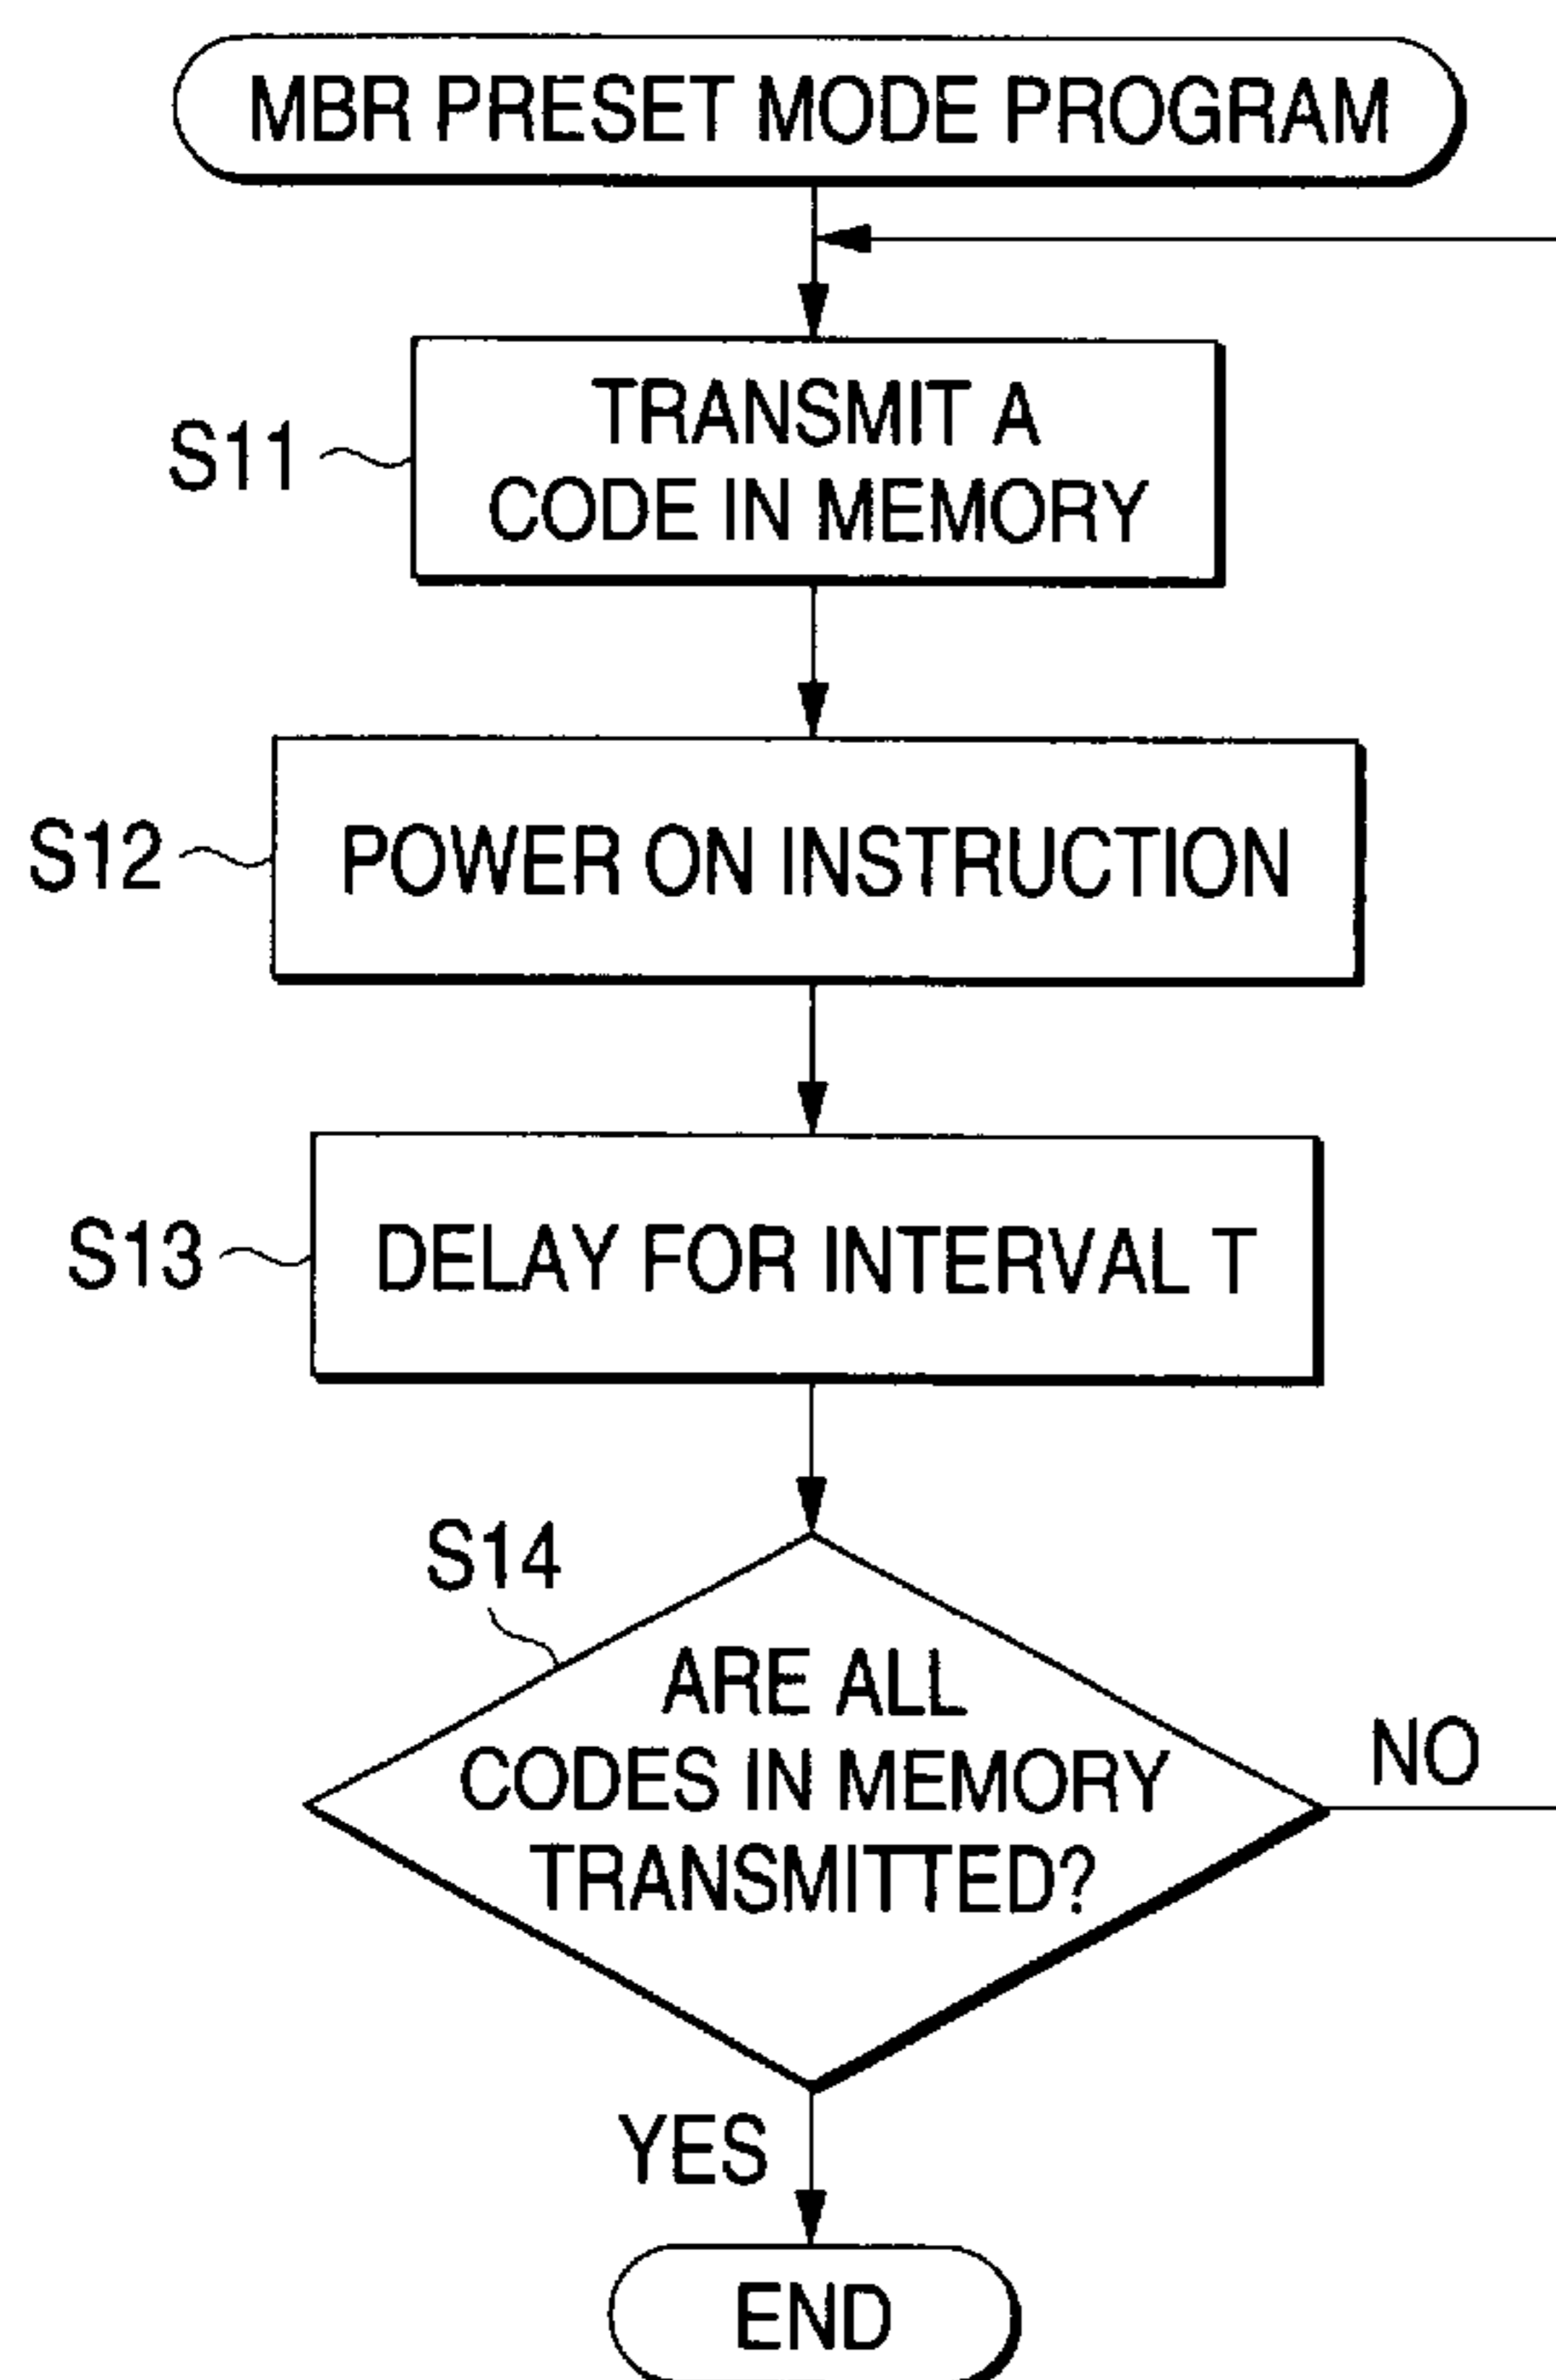 MBR PRESET MODE PROGRAM
S11
TRANSMIT A
CODE IN MEMORY
S12
POWER ON INSTRUCTION
S13
DELAY FOR INTERVAL T
S14
ARE ALL
CODES IN MEMORY
TRANSMITTED?
NO
YES
END